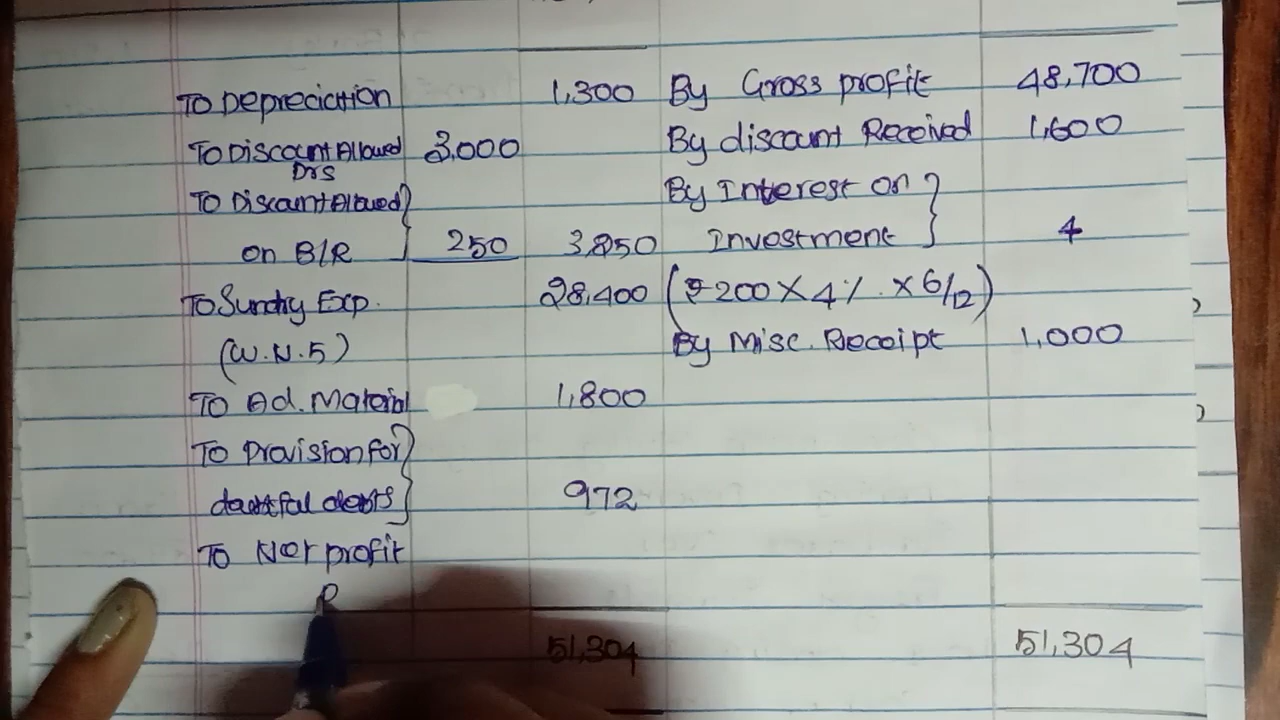 To Depreciation 1,300 By Gross profit 48,700
To Discount Allowed 3,000 By discount Received 1,600
Drs
To Discount Allowed By Interest on
on B/R 250 3,850 Investment 4
To Sundry Exp. 28,400 (₹200 X 4% . X 6/12)
(W.N.5) By Misc. Receipt 1,000
To Ad. Material 1,800
To Provision for
doubtful debts 972
To Net profit
P
51,304 51,304